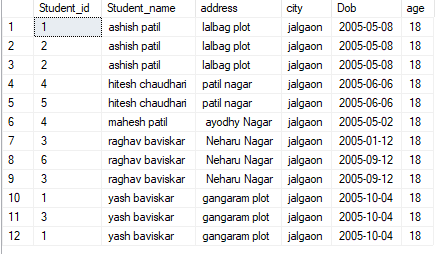 Student_id Student_name address city Dob age
1 1 ashish patil lalbag plot jalgaon 2005-05-08 18
2 2 ashish patil lalbag plot jalgaon 2005-05-08 18
3 2 ashish patil lalbag plot jalgaon 2005-05-08 18
4 4 hitesh chaudhari patil nagar jalgaon 2005-06-06 18
5 5 hitesh chaudhari patil nagar jalgaon 2005-06-06 18
6 4 mahesh patil ayodhy Nagar jalgaon 2005-05-02 18
7 3 raghav baviskar Neharu Nagar jalgaon 2005-01-12 18
8 6 raghav baviskar Neharu Nagar jalgaon 2005-09-12 18
9 3 raghav baviskar Neharu Nagar jalgaon 2005-09-12 18
10 1 yash baviskar gangaram plot jalgaon 2005-10-04 18
11 3 yash baviskar gangaram plot jalgaon 2005-10-04 18
12 1 yash baviskar gangaram plot jalgaon 2005-10-04 18